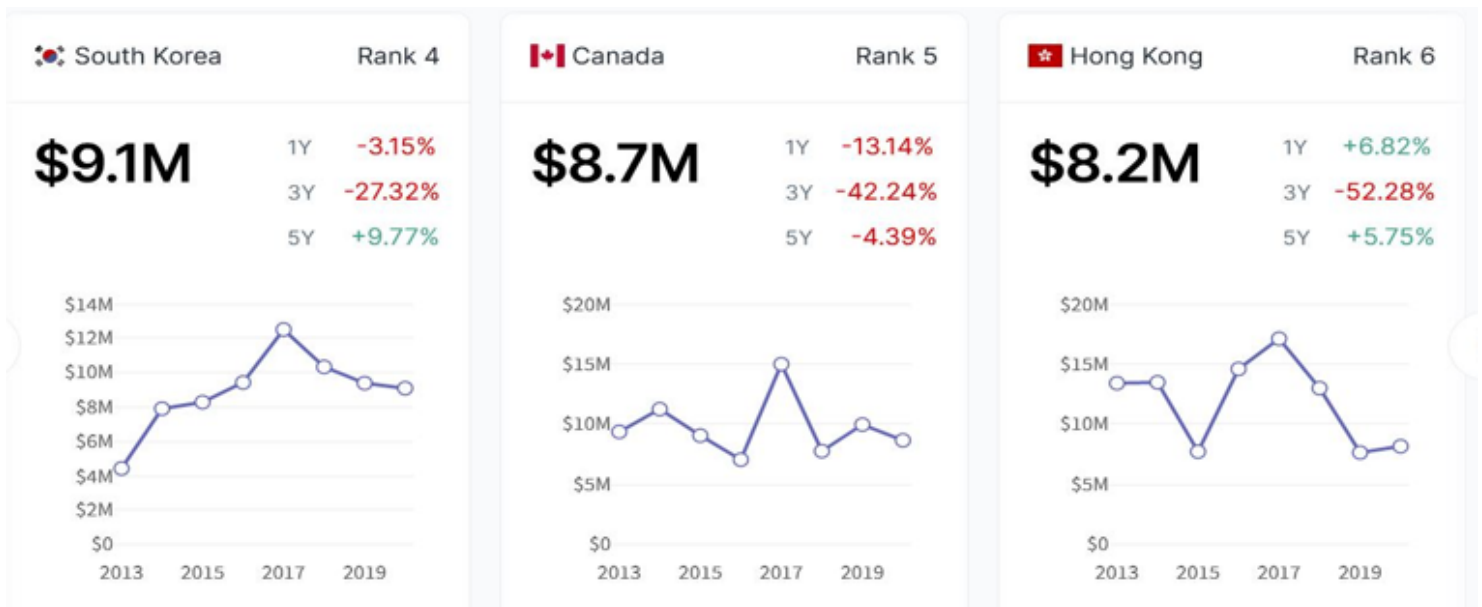 South Korea Rank 4
$9.1M
1Y -3.15%
3Y -27.32%
5Y +9.77%
$14M
$12M
$10M
$8M
$6M
$4M
$2M
$0
2013 2015 2017 2019
Canada Rank 5
$8.7M
1Y -13.14%
3Y -42.24%
5Y -4.39%
$20M
$15M
$10M
$5M
$0
2013 2015 2017 2019
Hong Kong Rank 6
$8.2M
1Y +6.82%
3Y -52.28%
5Y +5.75%
$20M
$15M
$10M
$5M
$0
2013 2015 2017 2019